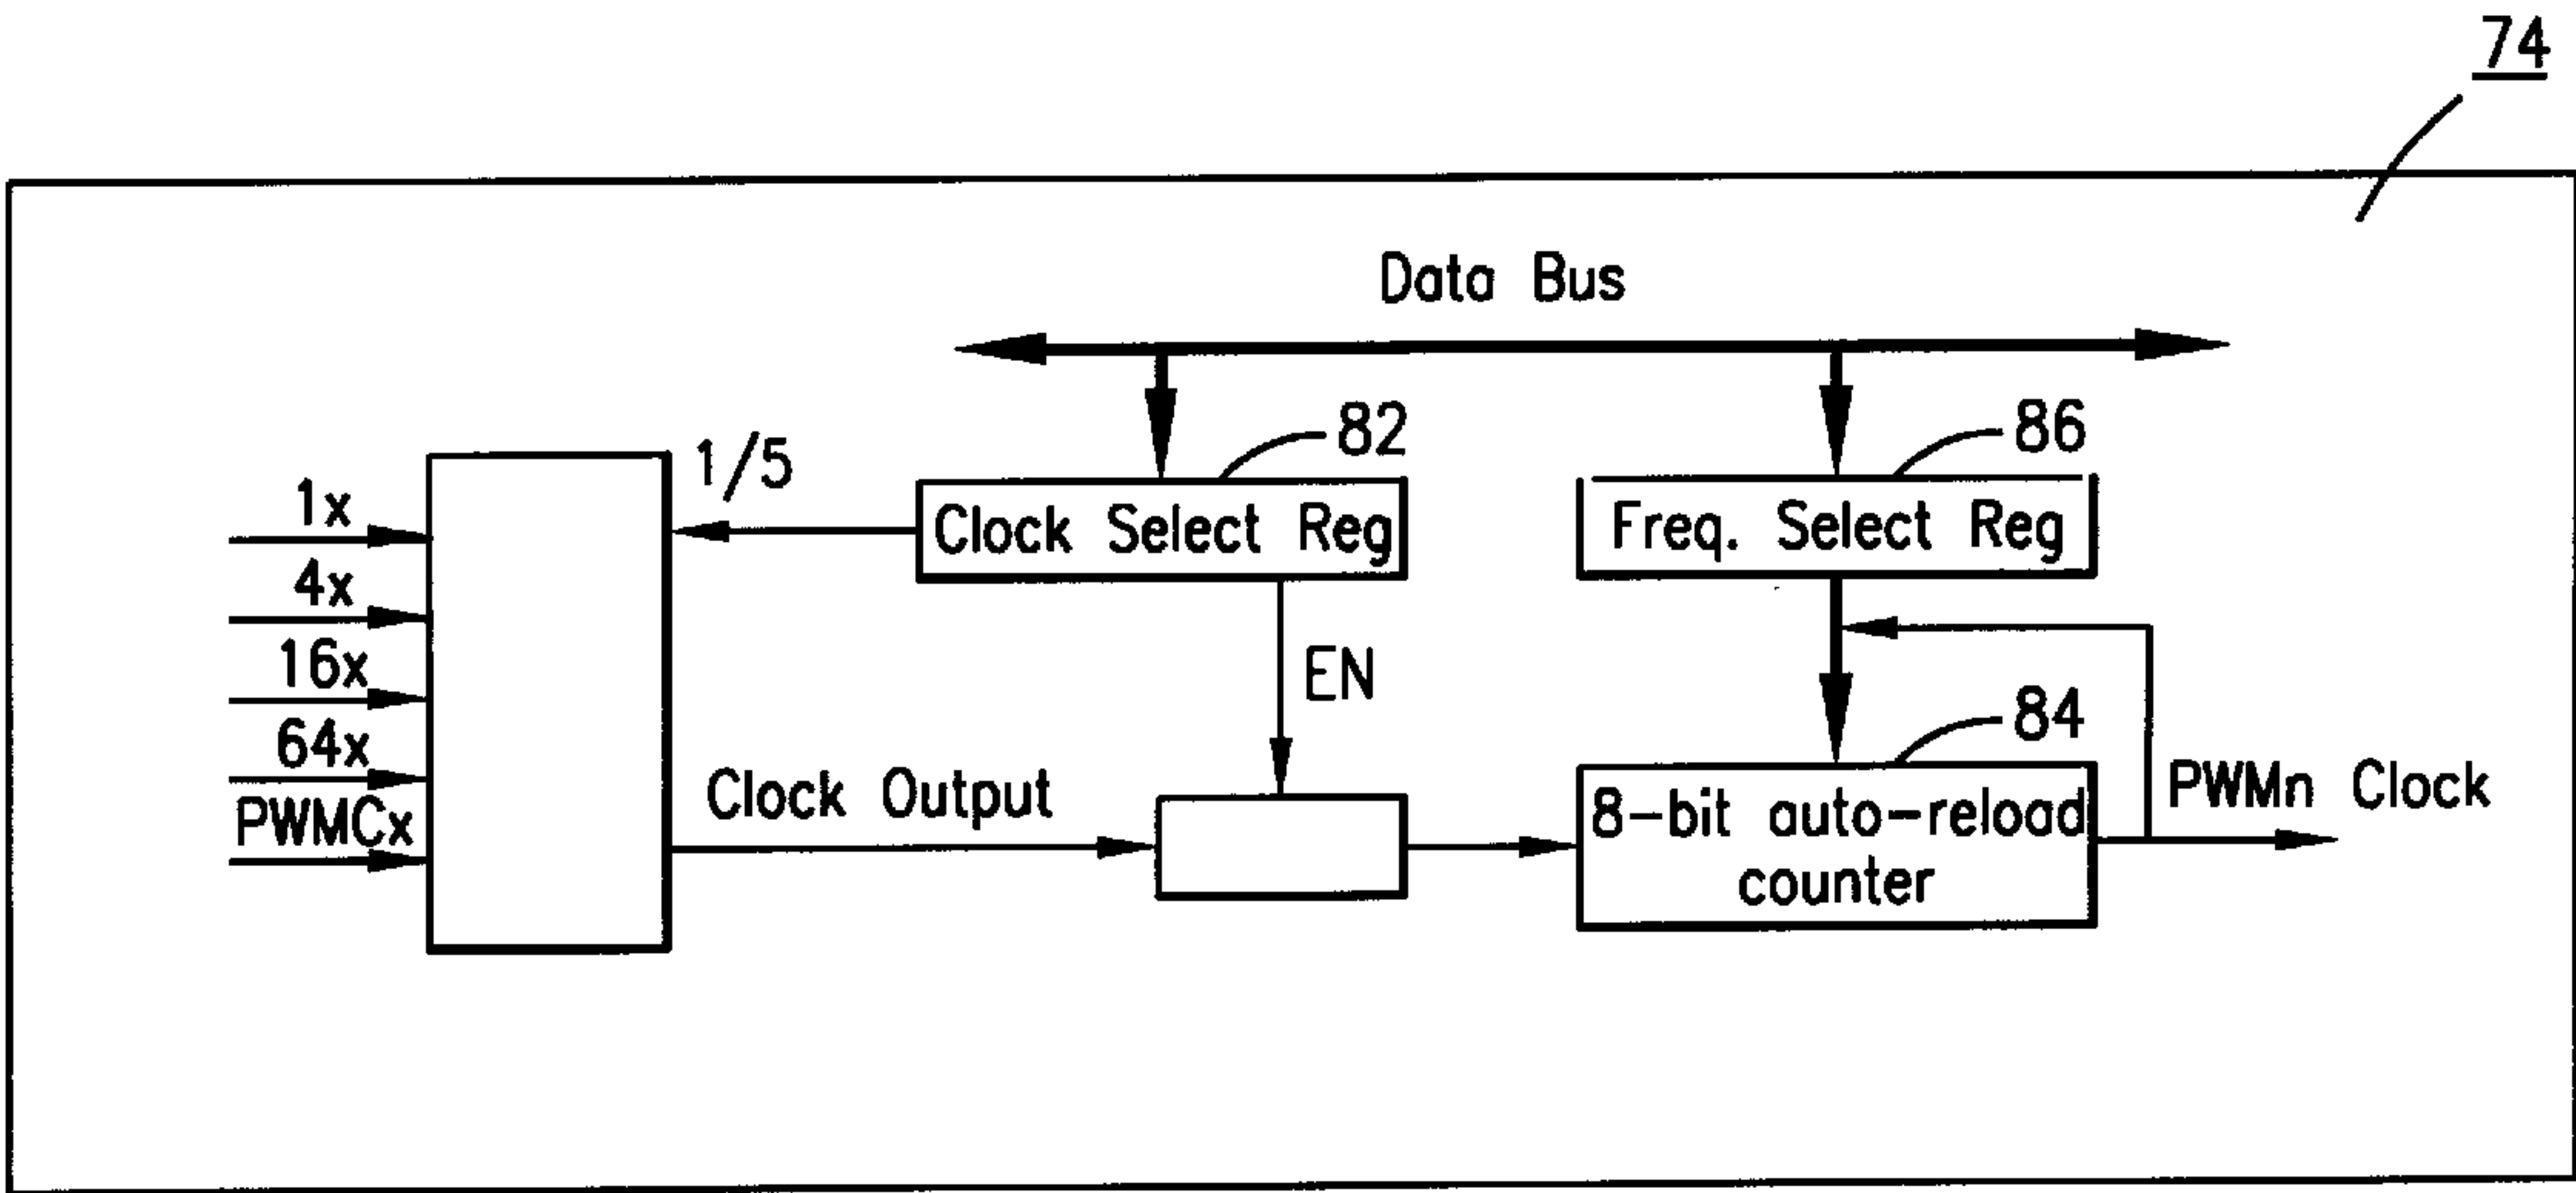 74
Data Bus
82
86
1/5
1x
Clock Select Reg
Freq. Select Reg
4x
16x
EN
64x
84
PWMCx
Clock Output
8-bit auto-reload
counter
PWMn Clock